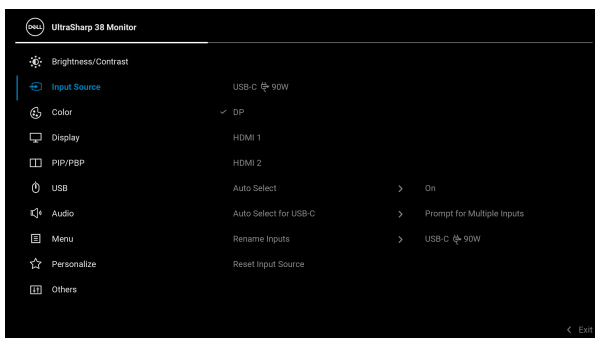 DELL UltraSharp 38 Monitor
Brightness/Contrast
Input Source USB-C 90W
Color DP
Display HDMI 1
PIP/PBP HDMI 2
USB Auto Select On
Audio Auto Select for USB-C Prompt for Multiple Inputs
Menu Rename Inputs USB-C 90W
Personalize Reset Input Source
Others
Exit